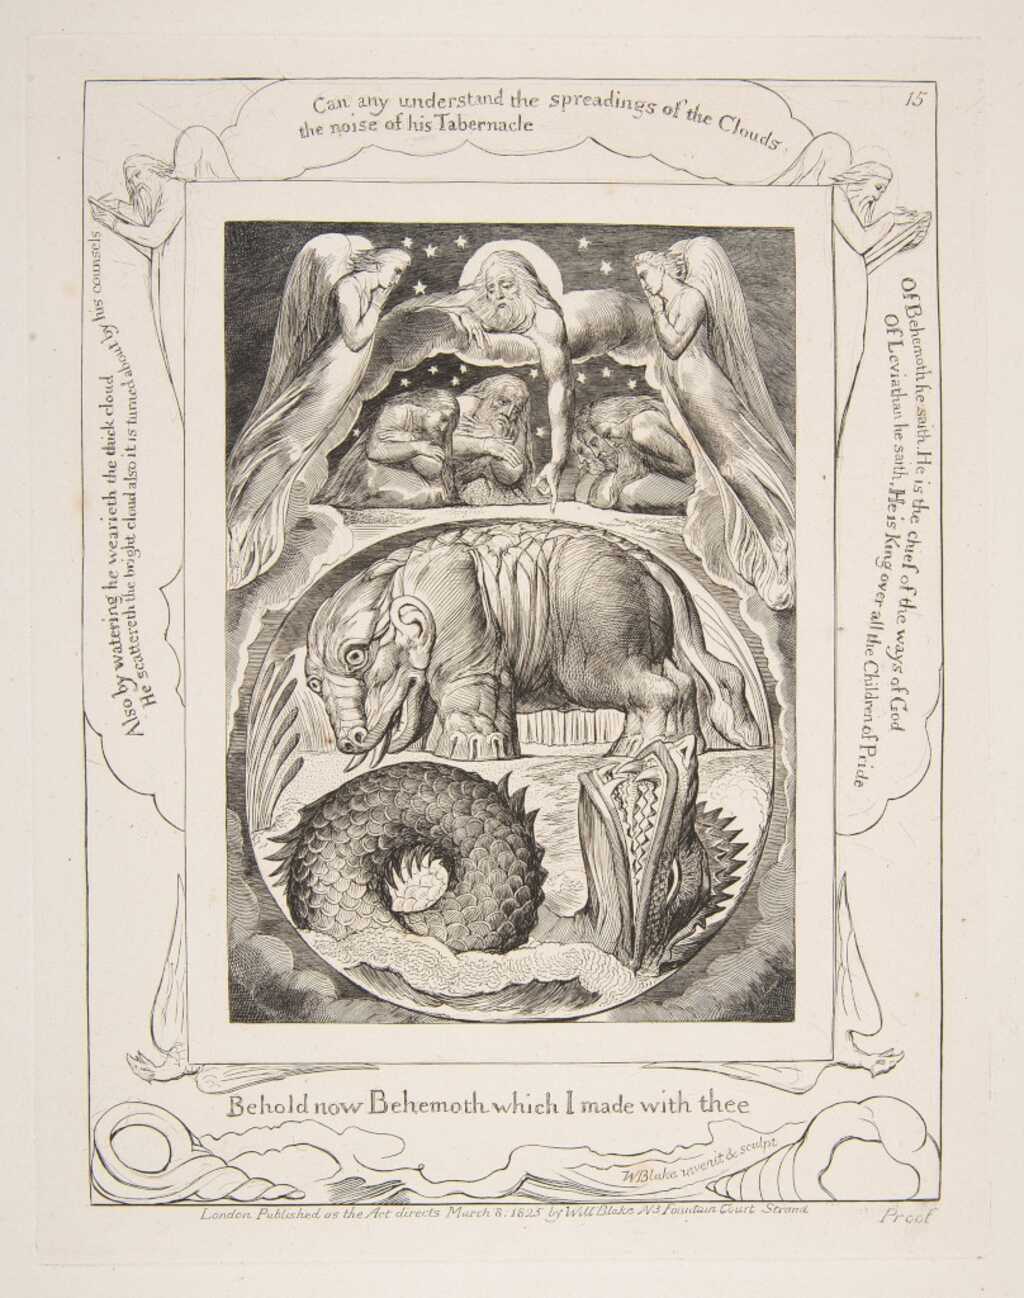 15
Can any understand the spreadings of the Clouds
the noise of his Tabernacle
Also by watering he wearieth the thick cloud
He scattereth the bright cloud also it is turned about by his counsels
Of Behemoth he saith. He is the chief of the ways of God
Of Leviathan he saith, He is King over all the Children of Pride
Behold now Behemoth which I made with thee
WBlake invenit & sculpt
London Published as the Act directs March 8: 1825 by Will Blake N3 Fountain Court Strand
Proof